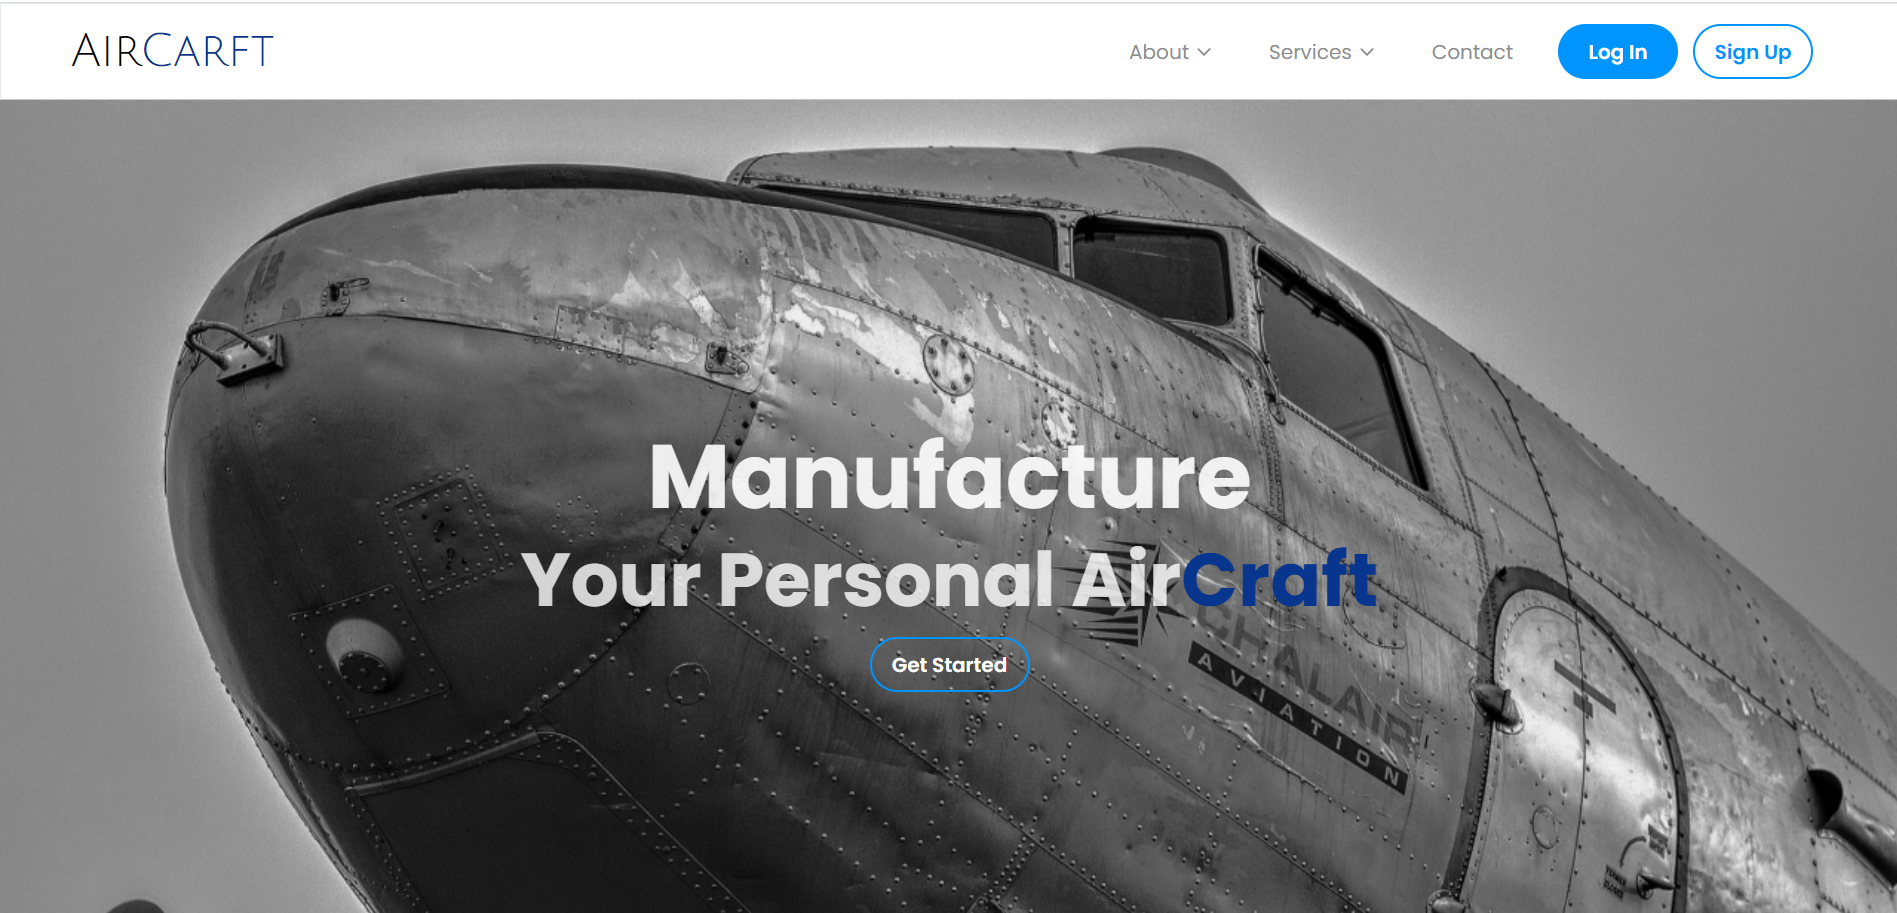 AIRCARFT
About
Services
Contact
Log In
Sign Up
Manufacture
Your Personal AirCraft
Get Started
CHALAIR
AVIATION